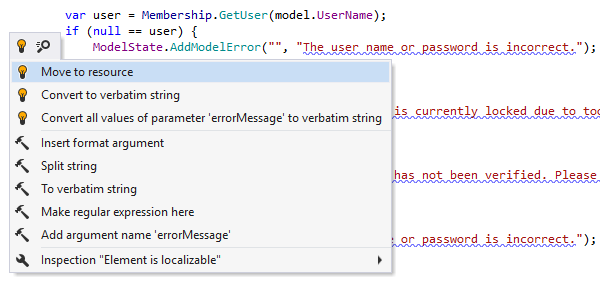 var user = Membership.GetUser(model.UserName);
if (null == user) {
ModelState.AddModelError("", "The user name or password is incorrect.");
Move to resource
Convert to verbatim string
is currently locked due to too
Convert all values of parameter 'errorMessage' to verbatim string
Insert format argument
Split string
has not been verified. Please
To verbatim string
Make regular expression here
Add argument name 'errorMessage'
or password is incorrect.");
Inspection "Element is localizable"